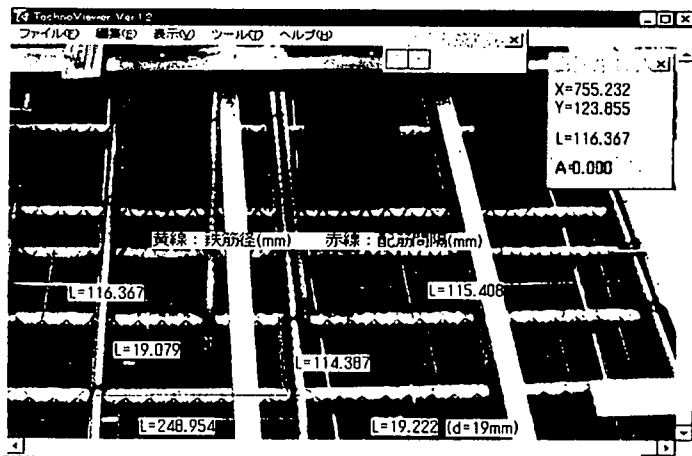 TechnoViewer Ver 1.2
ファイル(F) 編集(E) 表示(V) ツール(T) ヘルプ(H)
X=755.232
Y=123.855
L=116.367
A=0.000
黄線：鉄筋径(mm) 赤線：配筋間隔(mm)
L=116.367
L=115.408
L=19.079
L=114.387
L=248.954
L=19.222 (d=19mm)